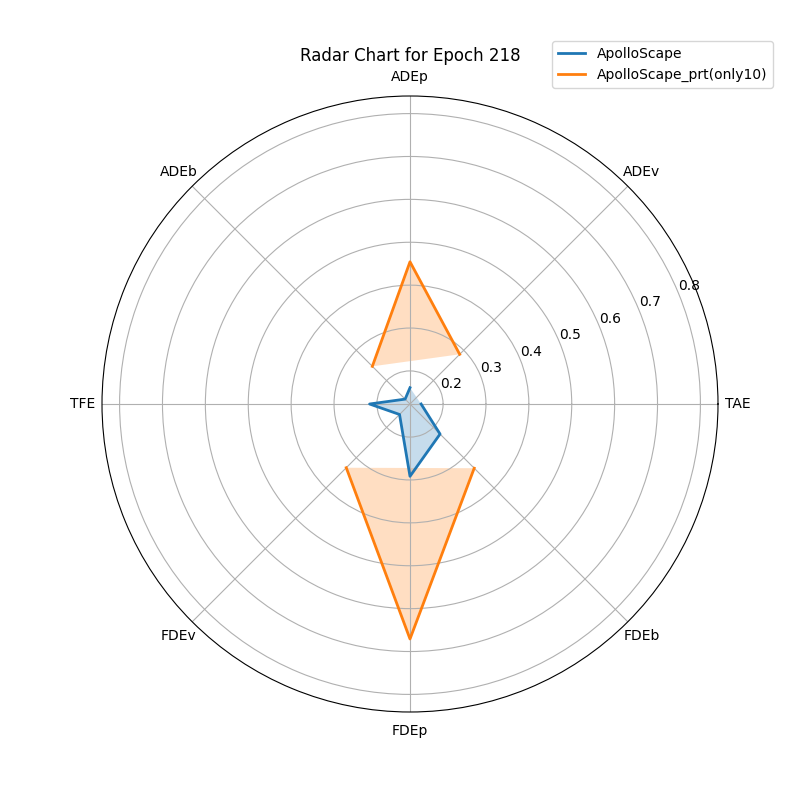 Radar Chart for Epoch 218
ApolloScape
ApolloScape_prt(only10)
ADEp
ADEb
ADEv
0.8
0.7
0.6
0.5
0.4
0.3
0.2
TFE
TAE
FDEv
FDEb
FDEp